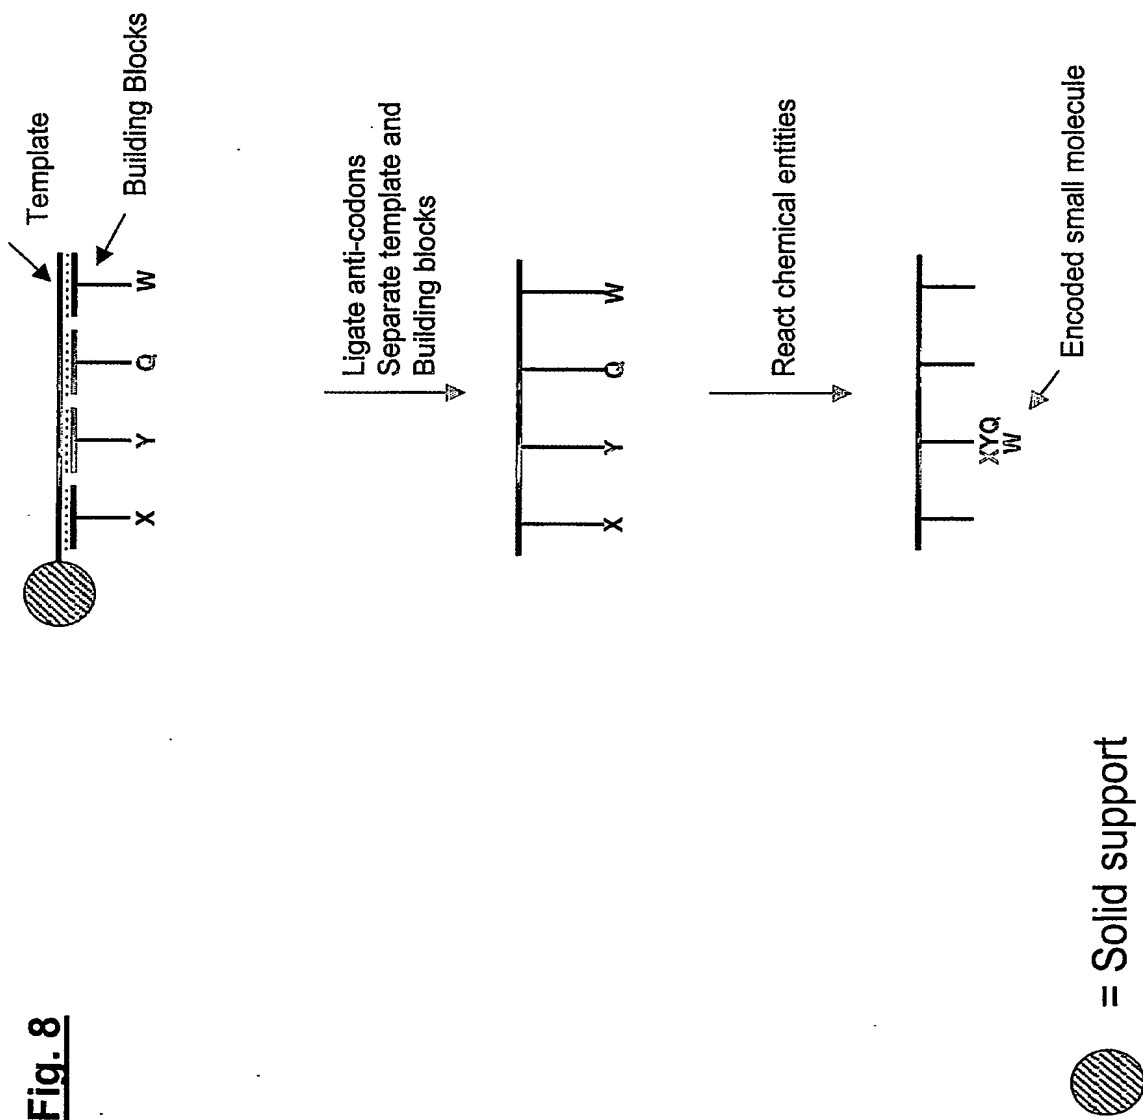 Fig. 8
Template
Building Blocks
X Y Q W
Ligate anti-codons
Separate template and
Building blocks
X Y Q W
React chemical entities
XYQ
W
Encoded small molecule
= Solid support